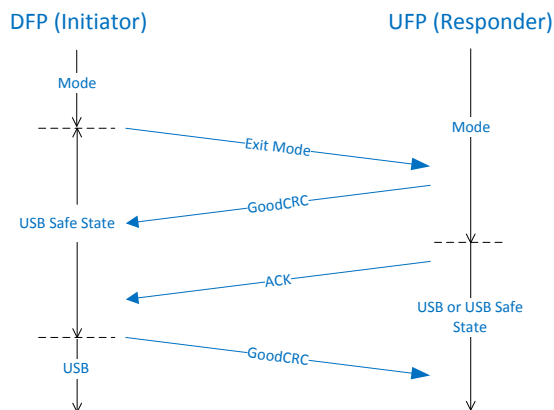 DFP (Initiator)
UFP (Responder)
Mode
Mode
Exit Mode
GoodCRC
USB Safe State
ACK
USB or USB Safe
State
GoodCRC
USB